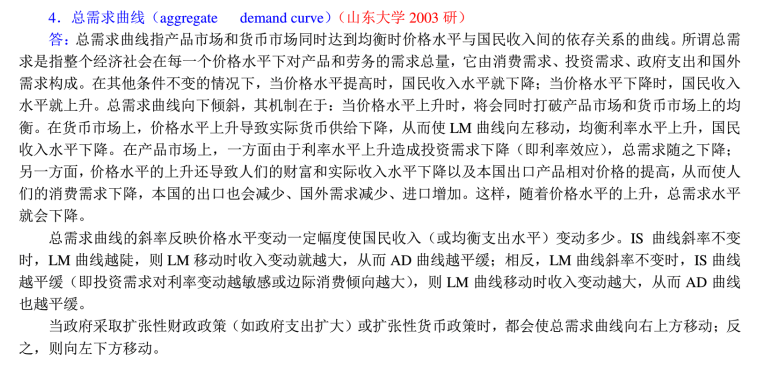 4．总需求曲线（aggregate demand curve）（山东大学 2003 研）
答：总需求曲线指产品市场和货币市场同时达到均衡时价格水平与国民收入间的依存关系的曲线。所谓总需
求是指整个经济社会在每一个价格水平下对产品和劳务的需求总量，它由消费需求、投资需求、政府支出和国外
需求构成。在其他条件不变的情况下，当价格水平提高时，国民收入水平就下降；当价格水平下降时，国民收入
水平就上升。总需求曲线向下倾斜，其机制在于：当价格水平上升时，将会同时打破产品市场和货币市场上的均
衡。在货币市场上，价格水平上升导致实际货币供给下降，从而使 LM 曲线向左移动，均衡利率水平上升，国民
收入水平下降。在产品市场上，一方面由于利率水平上升造成投资需求下降（即利率效应），总需求随之下降；
另一方面，价格水平的上升还导致人们的财富和实际收入水平下降以及本国出口产品相对价格的提高，从而使人
们的消费需求下降，本国的出口也会减少、国外需求减少、进口增加。这样，随着价格水平的上升，总需求水平
就会下降。
总需求曲线的斜率反映价格水平变动一定幅度使国民收入（或均衡支出水平）变动多少。IS 曲线斜率不变
时，LM 曲线越陡，则 LM 移动时收入变动就越大，从而 AD 曲线越平缓；相反，LM 曲线斜率不变时，IS 曲线
越平缓（即投资需求对利率变动越敏感或边际消费倾向越大），则 LM 曲线移动时收入变动越大，从而 AD 曲线
也越平缓。
当政府采取扩张性财政政策（如政府支出扩大）或扩张性货币政策时，都会使总需求曲线向右上方移动；反
之，则向左下方移动。